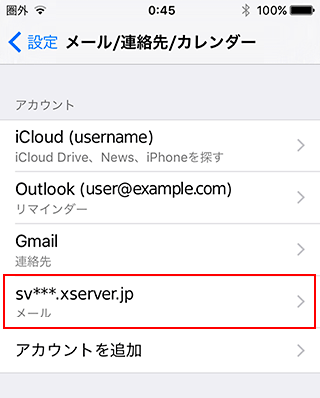 圏外 0:45 100%
設定 メール/連絡先/カレンダー
アカウント
iCloud (username)
iCloud Drive、News、iPhoneを探す
Outlook (user@example.com)
リマインダー
Gmail
連絡先
sv***.xserver.jp
メール
アカウントを追加